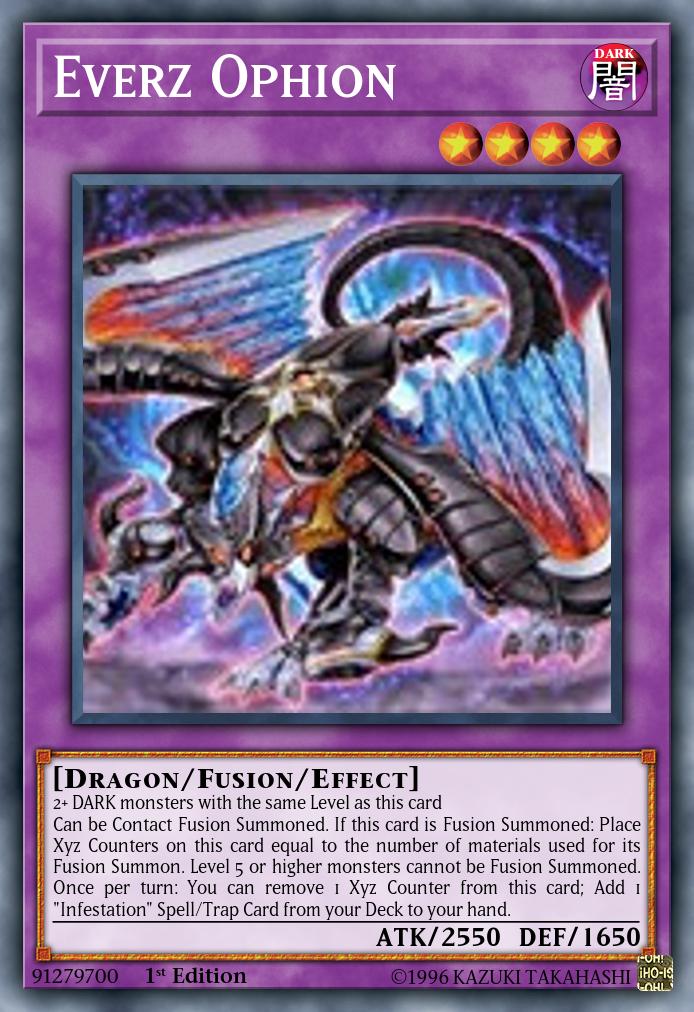 Everz Ophion
DARK
闇
[Dragon/Fusion/Effect]
2+ DARK monsters with the same Level as this card
Can be Contact Fusion Summoned. If this card is Fusion Summoned: Place
Xyz Counters on this card equal to the number of materials used for its
Fusion Summon. Level 5 or higher monsters cannot be Fusion Summoned.
Once per turn: You can remove 1 Xyz Counter from this card; Add 1
"Infestation" Spell/Trap Card from your Deck to your hand.
ATK/2550 DEF/1650
91279700 1st Edition ©1996 KAZUKI TAKAHASHI